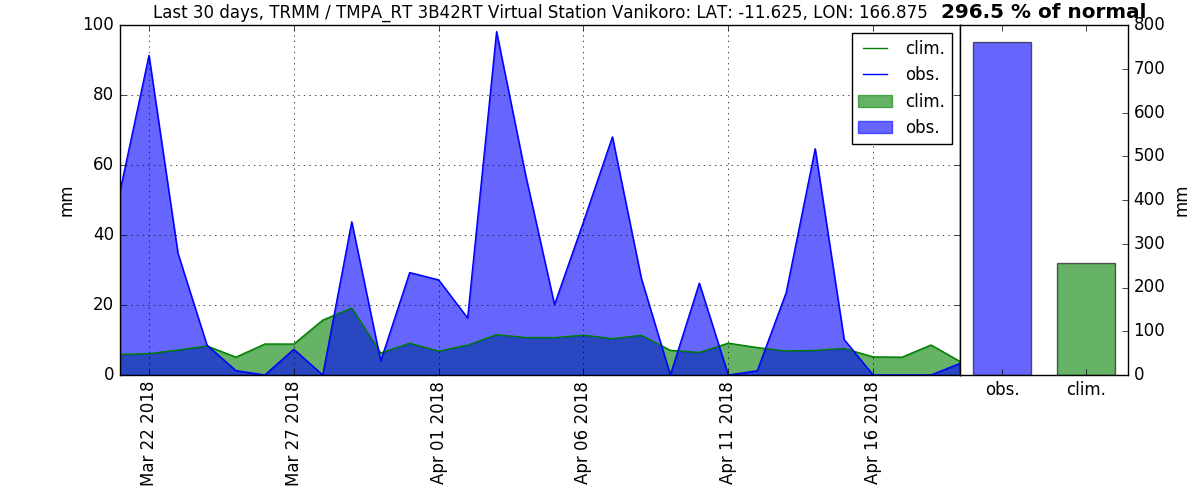 Last 30 days, TRMM / TMPA_RT 3B42RT Virtual Station Vanikoro: LAT: -11.625, LON: 166.875 296.5 % of normal
100
80
60
40
20
0
mm
clim.
obs.
clim.
obs.
800
700
600
500
400
300
200
100
0
mm
Mar 22 2018
Mar 27 2018
Apr 01 2018
Apr 06 2018
Apr 11 2018
Apr 16 2018
obs.
clim.